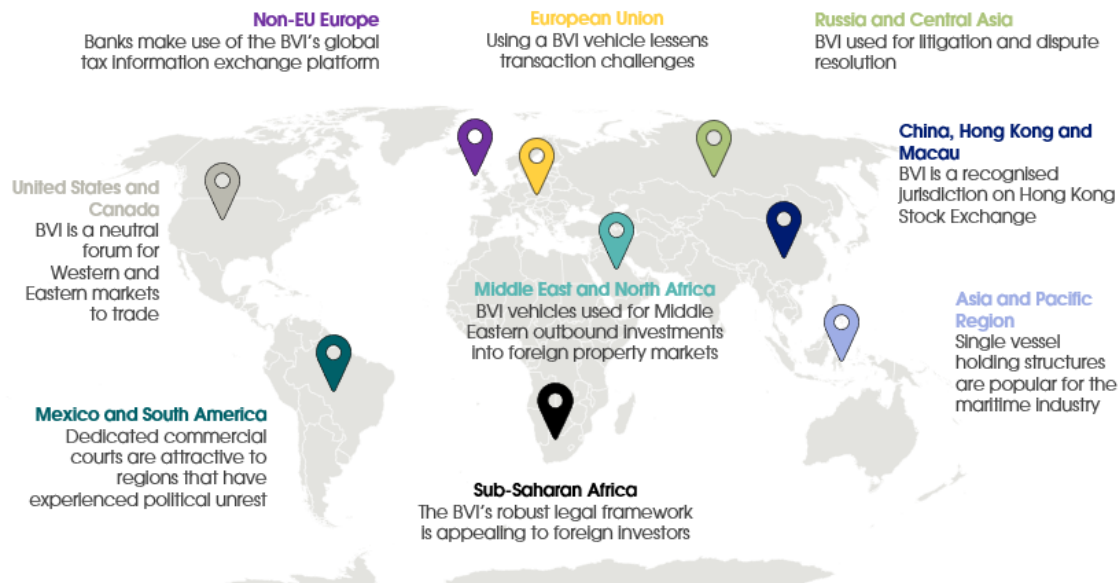 Non-EU Europe
Banks make use of the BVI's global
tax information exchange platform
European Union
Using a BVI vehicle lessens
transaction challenges
Russia and Central Asia
BVI used for litigation and dispute
resolution
China, Hong Kong and
Macau
BVI is a recognised
jurisdiction on Hong Kong
Stock Exchange
United States and
Canada
BVI is a neutral
forum for
Western and
Eastern markets
to trade
Middle East and North Africa
BVI vehicles used for Middle
Eastern outbound investments
into foreign property markets
Asia and Pacific
Region
Single vessel
holding structures
are popular for the
maritime industry
Mexico and South America
Dedicated commercial
courts are attractive to
regions that have
experienced political unrest
Sub-Saharan Africa
The BVI's robust legal framework
is appealing to foreign investors